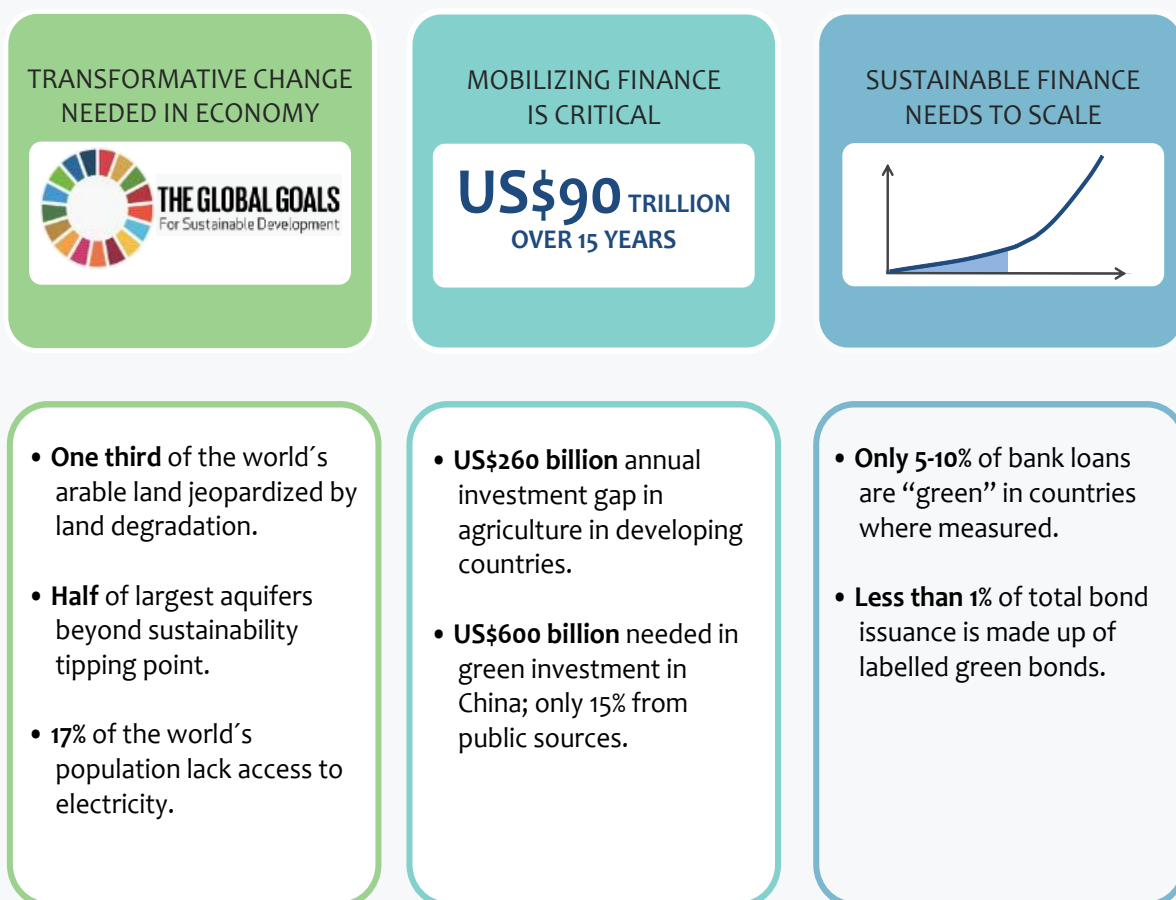 TRANSFORMATIVE CHANGE
NEEDED IN ECONOMY
THE GLOBAL GOALS
For Sustainable Development
MOBILIZING FINANCE
IS CRITICAL
US$90 TRILLION
OVER 15 YEARS
SUSTAINABLE FINANCE
NEEDS TO SCALE
• One third of the world´s
arable land jeopardized by
land degradation.
• Half of largest aquifers
beyond sustainability
tipping point.
• 17% of the world´s
population lack access to
electricity.
• US$260 billion annual
investment gap in
agriculture in developing
countries.
• US$600 billion needed in
green investment in
China; only 15% from
public sources.
• Only 5-10% of bank loans
are “green” in countries
where measured.
• Less than 1% of total bond
issuance is made up of
labelled green bonds.